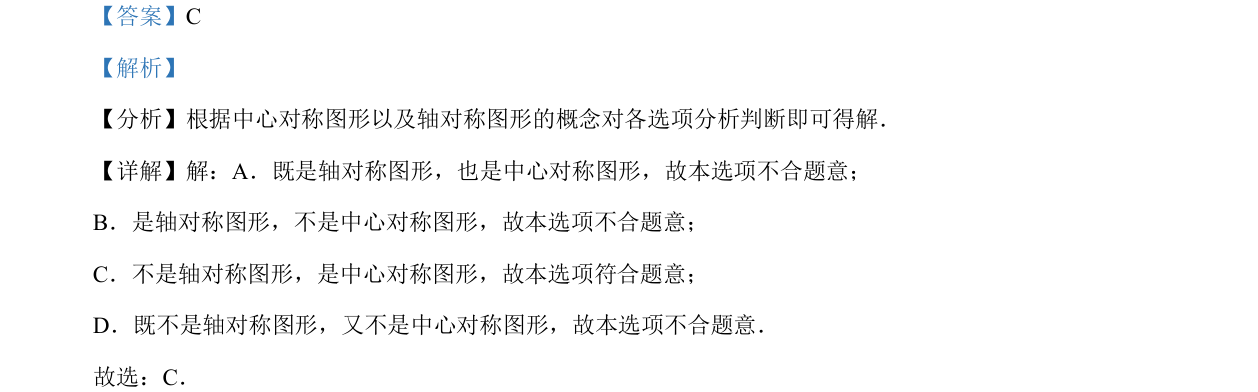 【答案】C
【解析】
【分析】根据中心对称图形以及轴对称图形的概念对各选项分析判断即可得解．
【详解】解：A．既是轴对称图形，也是中心对称图形，故本选项不合题意；
B．是轴对称图形，不是中心对称图形，故本选项不合题意；
C．不是轴对称图形，是中心对称图形，故本选项符合题意；
D．既不是轴对称图形，又不是中心对称图形，故本选项不合题意．
故选：C．